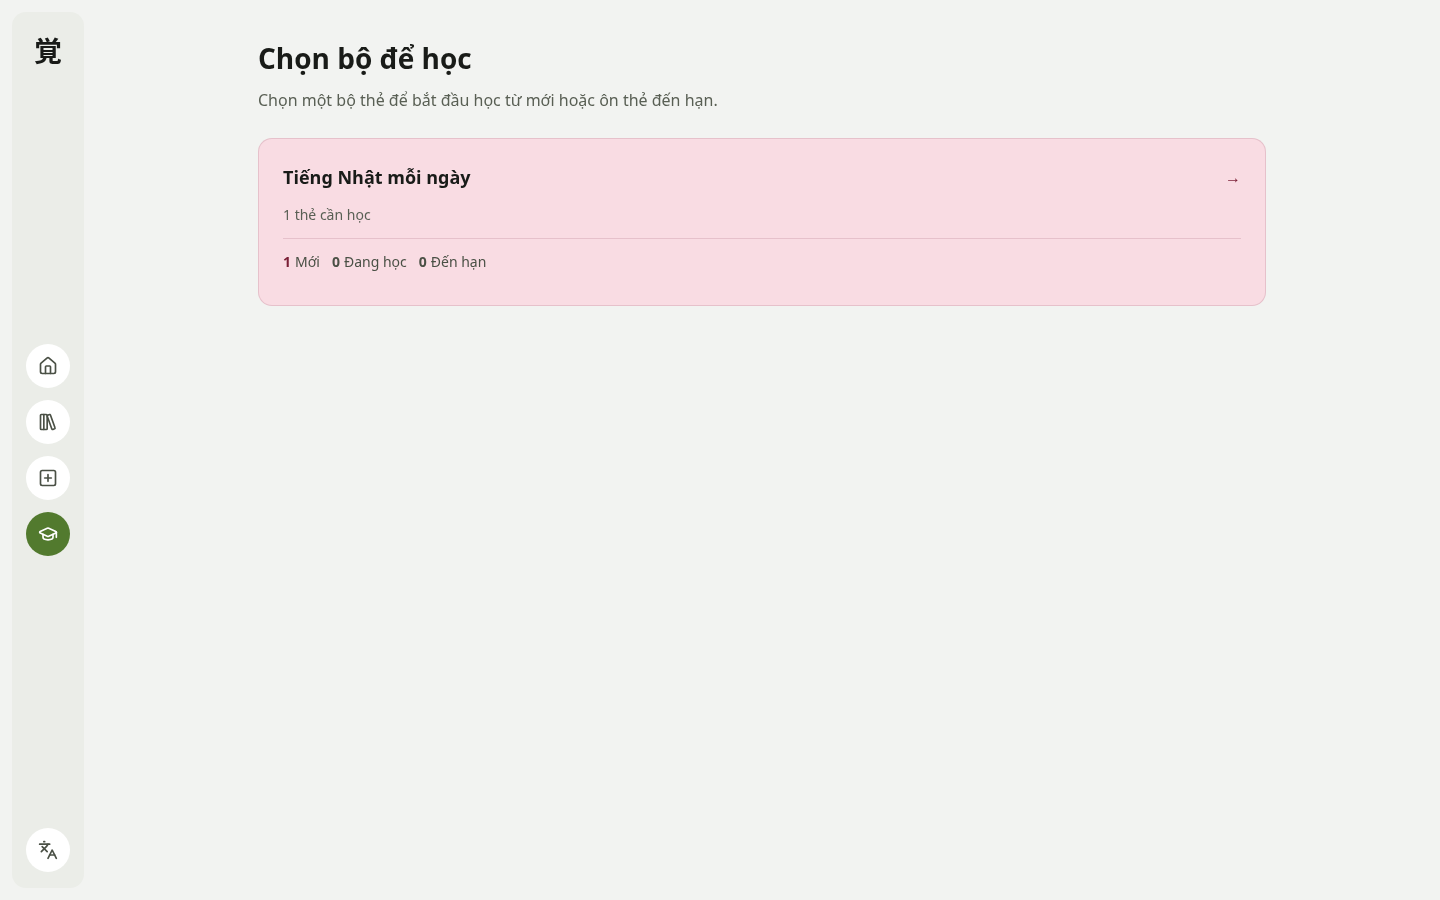 覚
Chọn bộ để học
Chọn một bộ thẻ để bắt đầu học từ mới hoặc ôn thẻ đến hạn.
Tiếng Nhật mỗi ngày →
1 thẻ cần học
1 Mới 0 Đang học 0 Đến hạn